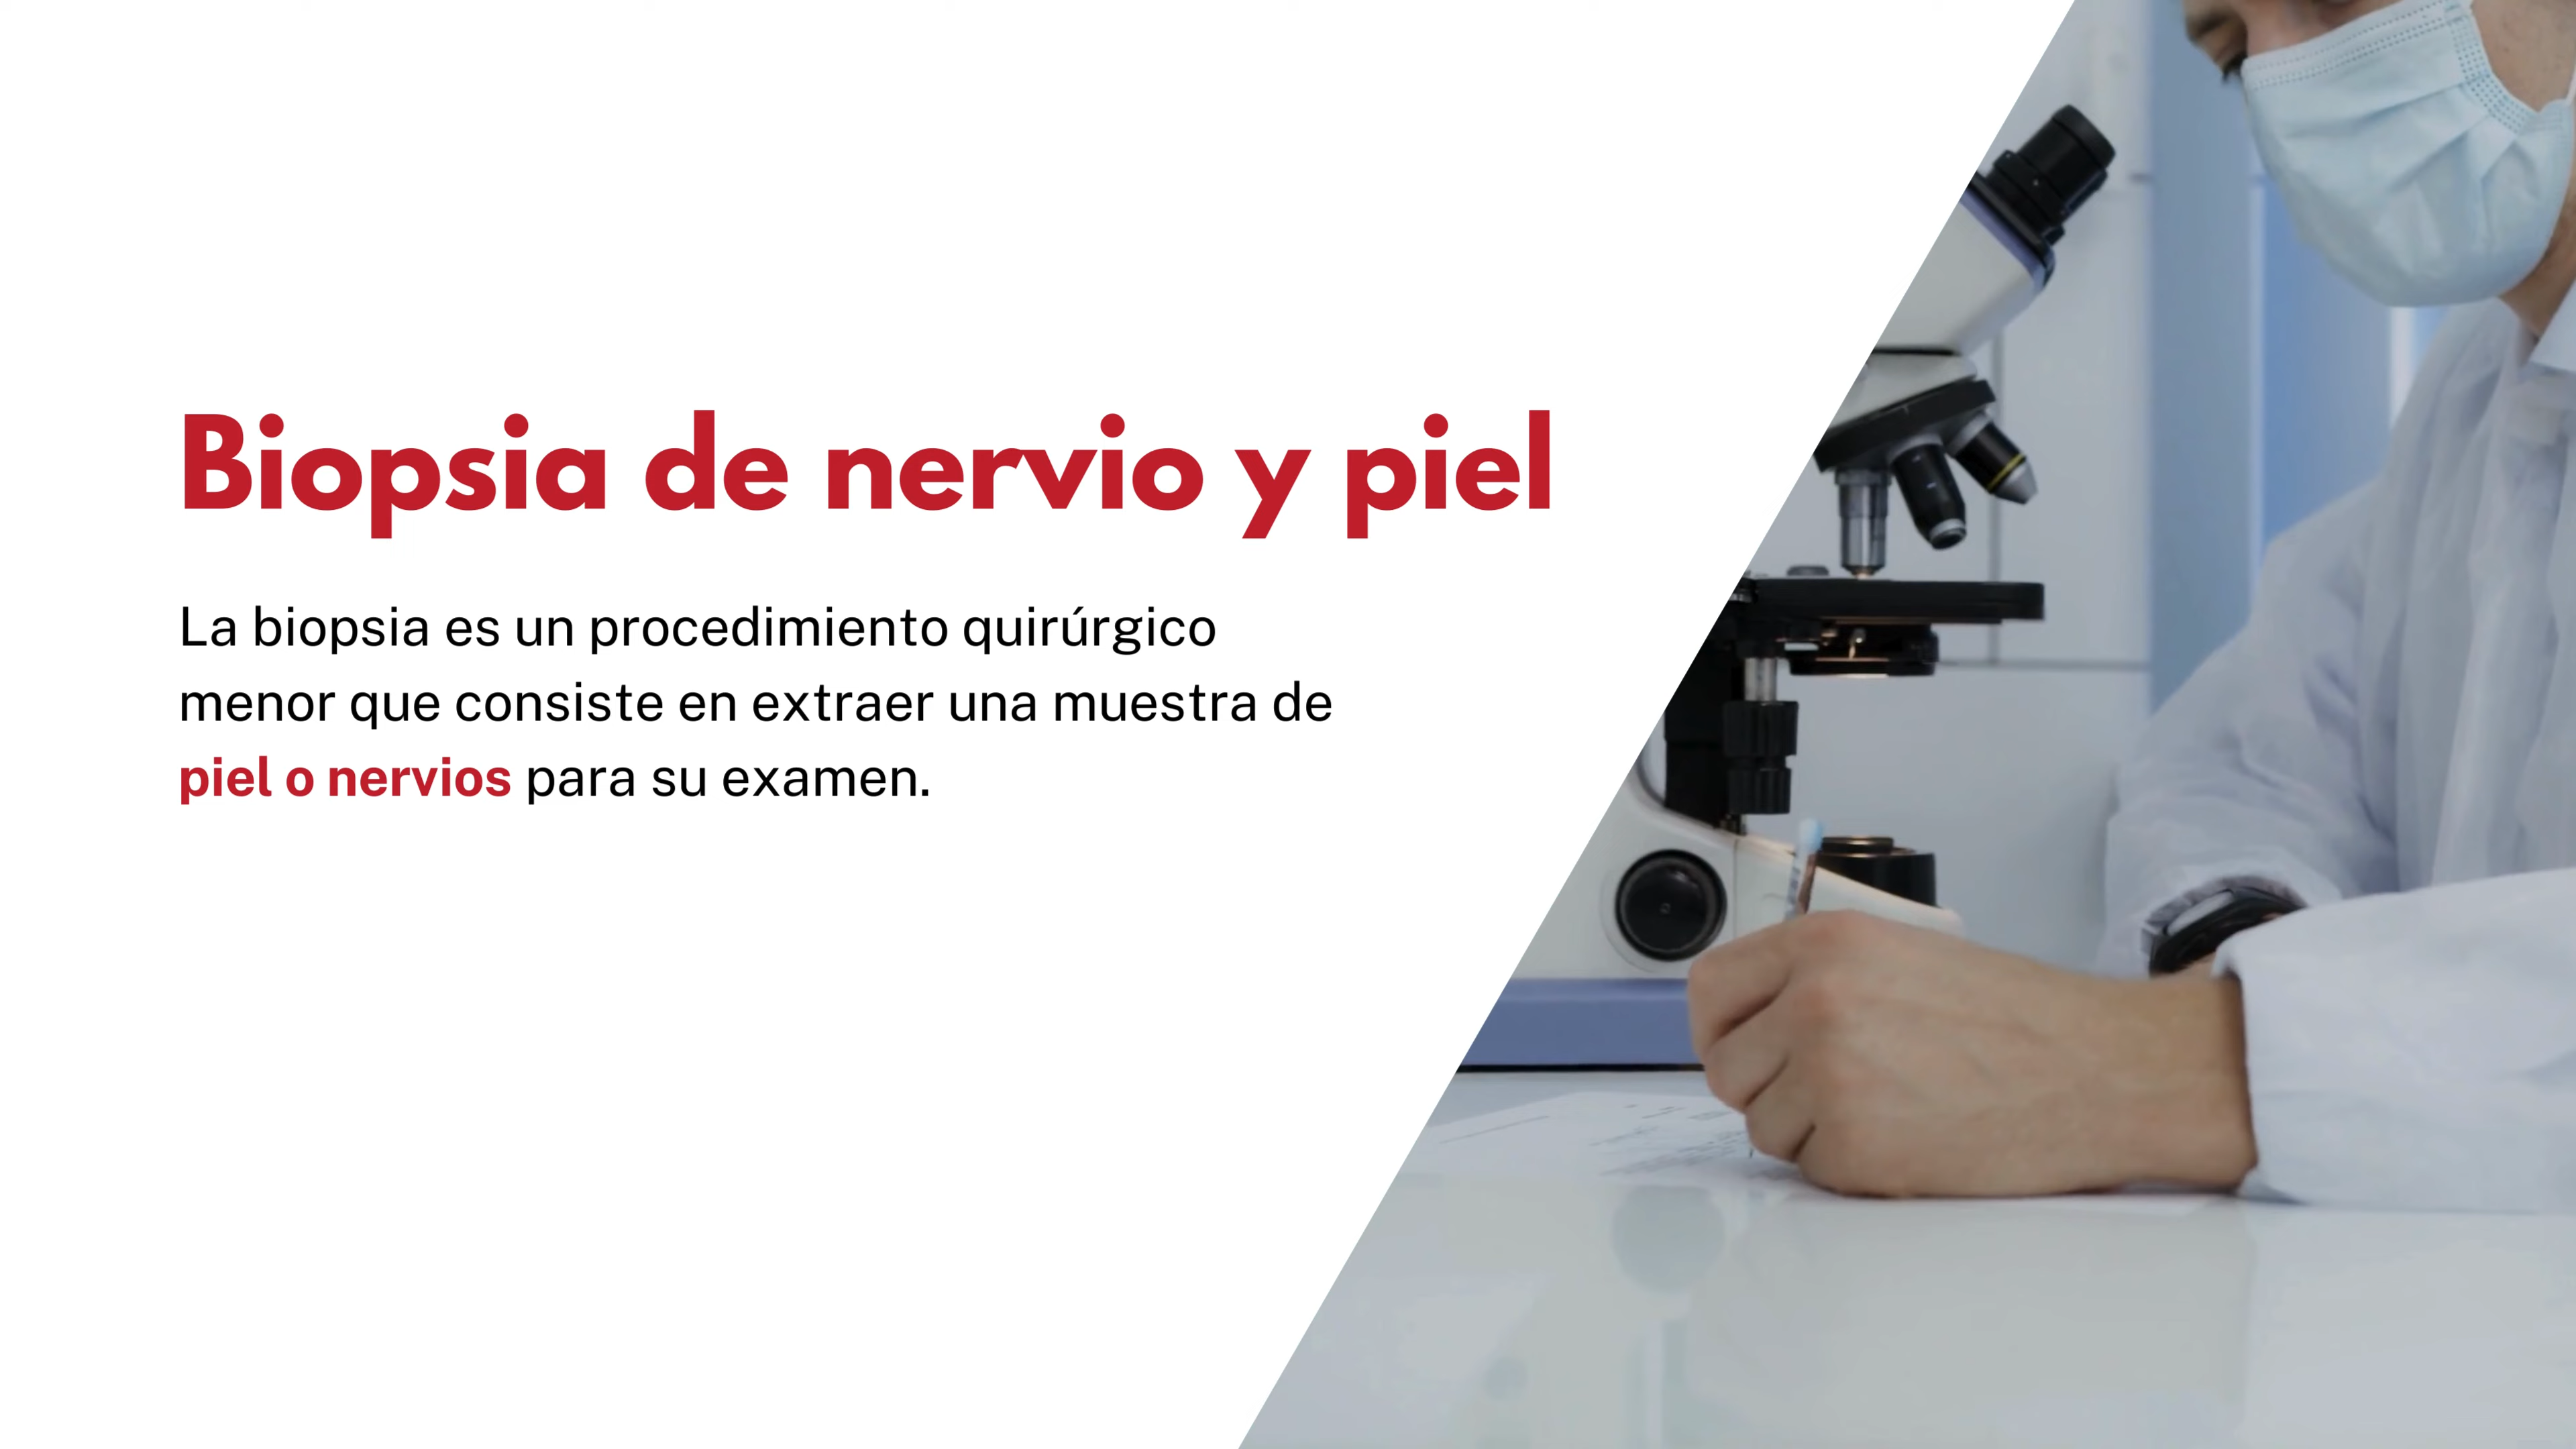 Biopsia de nervio y piel
La biopsia es un procedimiento quirúrgico
menor que consiste en extraer una muestra de
piel o nervios para su examen.